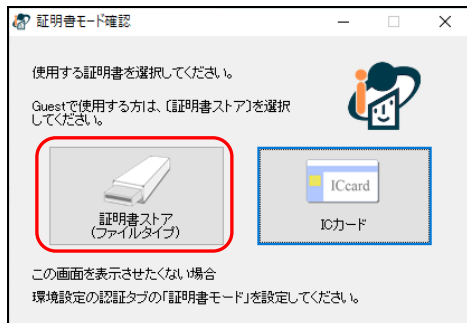 証明書モード確認
使用する証明書を選択してください。
Guestで使用する方は、〔証明書ストア〕を選択
してください。
ICcard
証明書ストア
(ファイルタイプ)
ICカード
この画面を表示させたくない場合
環境設定の認証タブの「証明書モード」を設定してください。